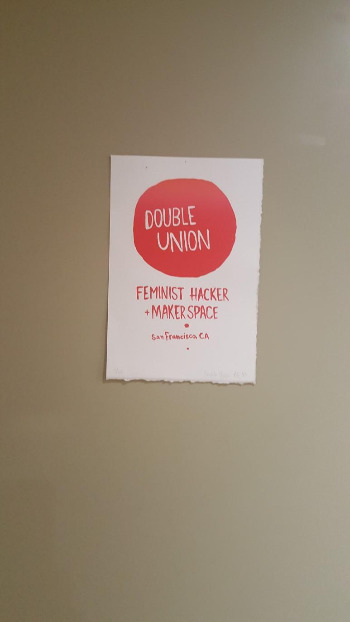 DOUBLE
UNION
FEMINIST HACKER
+ MAKERSPACE
San Francisco, CA